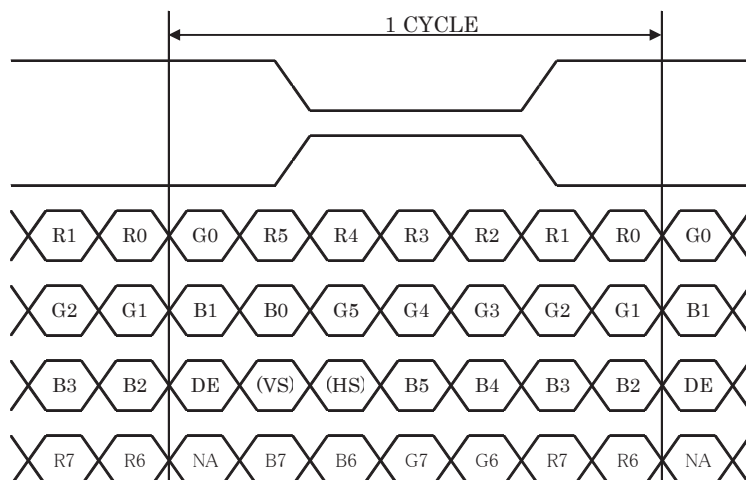 1 CYCLE
R1 R0 G0 R5 R4 R3 R2 R1 R0 G0
G2 G1 B1 B0 G5 G4 G3 G2 G1 B1
B3 B2 DE (VS) (HS) B5 B4 B3 B2 DE
R7 R6 NA B7 B6 G7 G6 R7 R6 NA